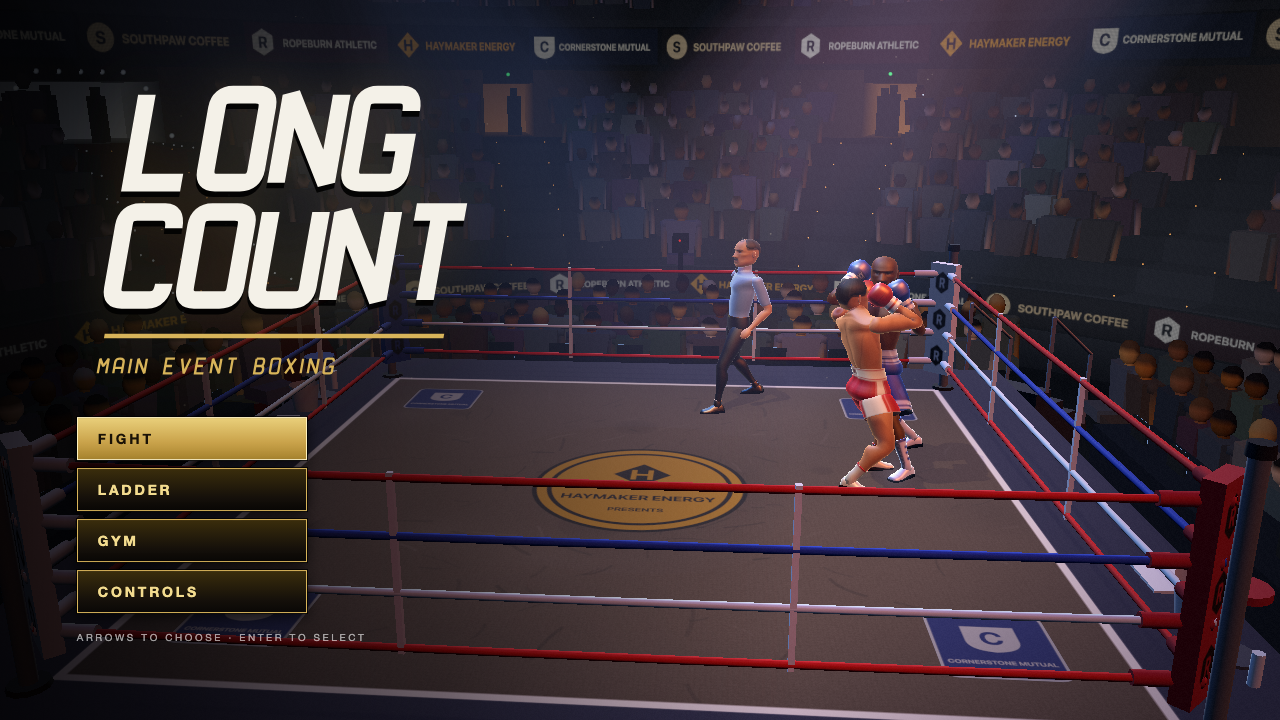 CORNERSTONE MUTUAL S SOUTHPAW COFFEE R ROPEBURN ATHLETIC H HAYMAKER ENERGY C CORNERSTONE MUTUAL S SOUTHPAW COFFEE R ROPEBURN ATHLETIC H HAYMAKER ENERGY C CORNERSTONE MUTUAL S
LONG
COUNT
MAIN EVENT BOXING
SOUTHPAW COFFEE
R ROPEBURN
H HAYMAKER ENERGY
PRESENTS
FIGHT
LADDER
GYM
CONTROLS
ARROWS TO CHOOSE · ENTER TO SELECT
C
CORNERSTONE MUTUAL